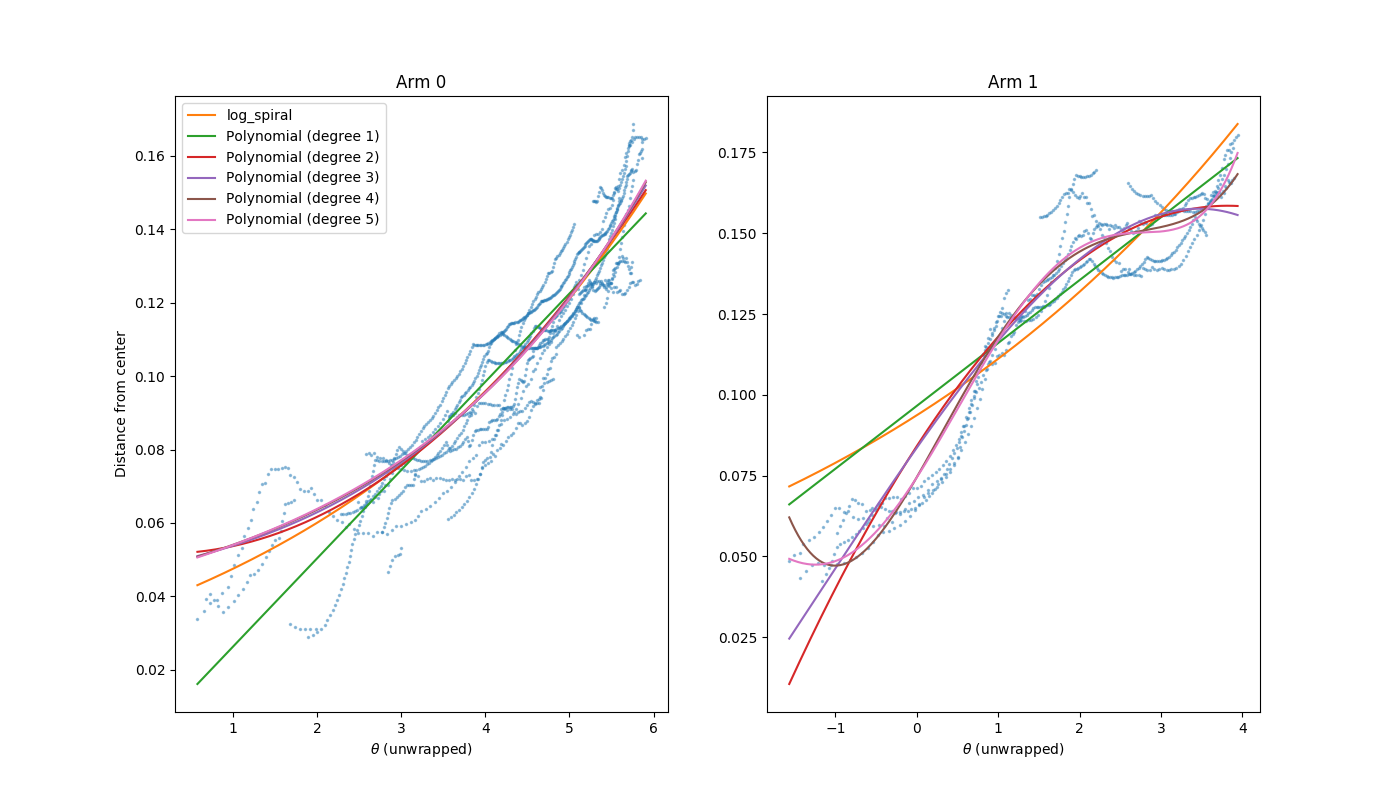 Arm 0
log_spiral
Polynomial (degree 1)
Polynomial (degree 2)
Polynomial (degree 3)
Polynomial (degree 4)
Polynomial (degree 5)
Distance from center
0.16
0.14
0.12
0.10
0.08
0.06
0.04
0.02
1 2 3 4 5 6
θ (unwrapped)
Arm 1
0.175
0.150
0.125
0.100
0.075
0.050
0.025
−1 0 1 2 3 4
θ (unwrapped)